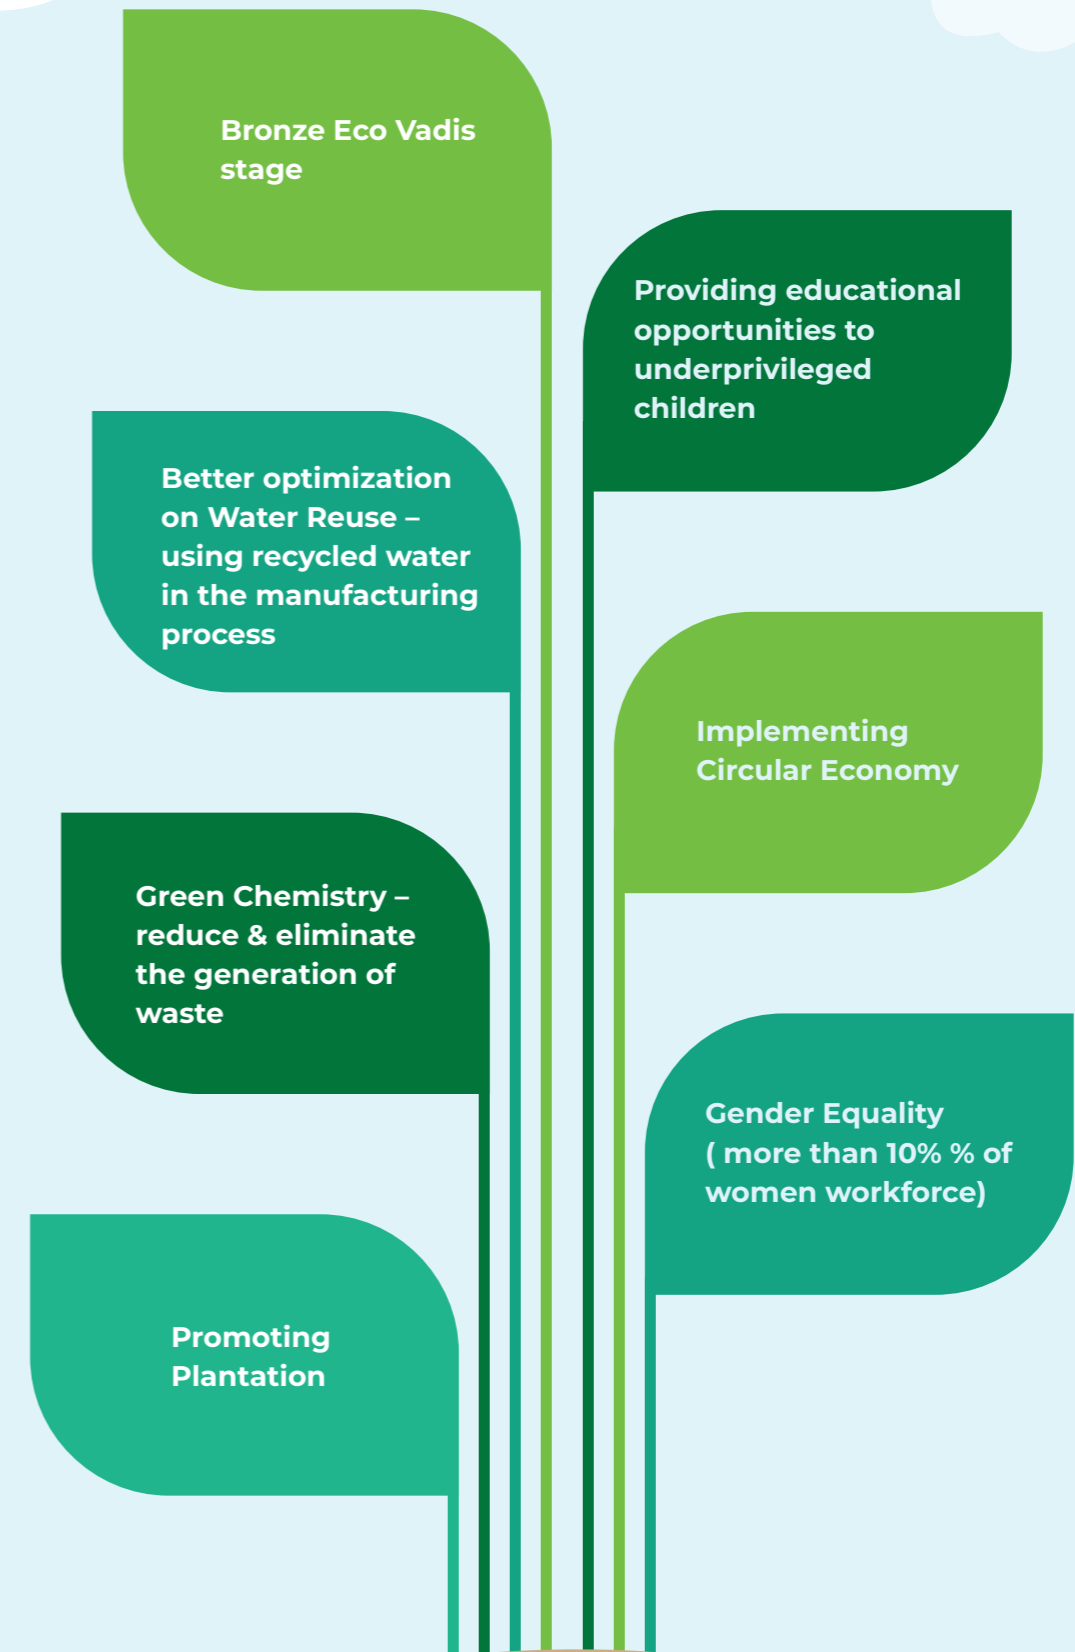 Bronze Eco Vadis
stage
Providing educational
opportunities to
underprivileged
children
Better optimization
on Water Reuse –
using recycled water
in the manufacturing
process
Implementing
Circular Economy
Green Chemistry –
reduce & eliminate
the generation of
waste
Gender Equality
( more than 10% % of
women workforce)
Promoting
Plantation